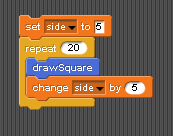 set side to 5
repeat 20
drawSquare
change side by 5